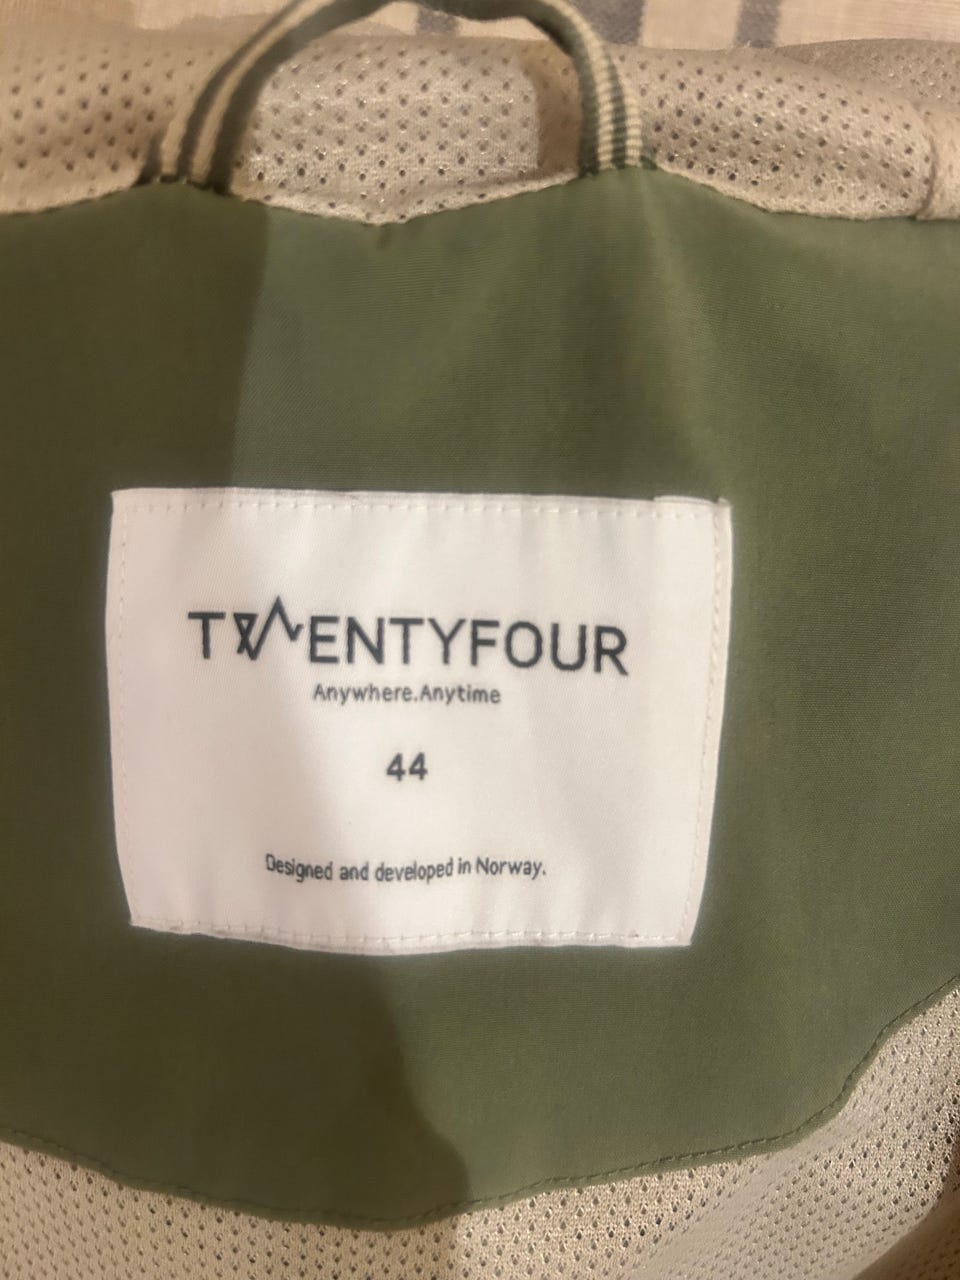 TWENTYFOUR
Anywhere.Anytime
44
Designed and developed in Norway.